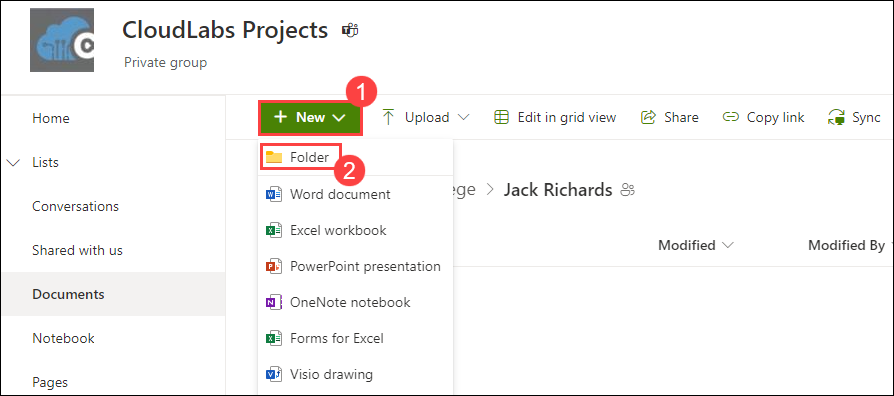 CloudLabs Projects
Private group
Home
Lists
Conversations
Shared with us
Documents
Notebook
Pages
1
+ New
Upload
Edit in grid view
Share
Copy link
Sync
Folder
2
Word document
Excel workbook
PowerPoint presentation
OneNote notebook
Forms for Excel
Visio drawing
ege > Jack Richards
Modified
Modified By